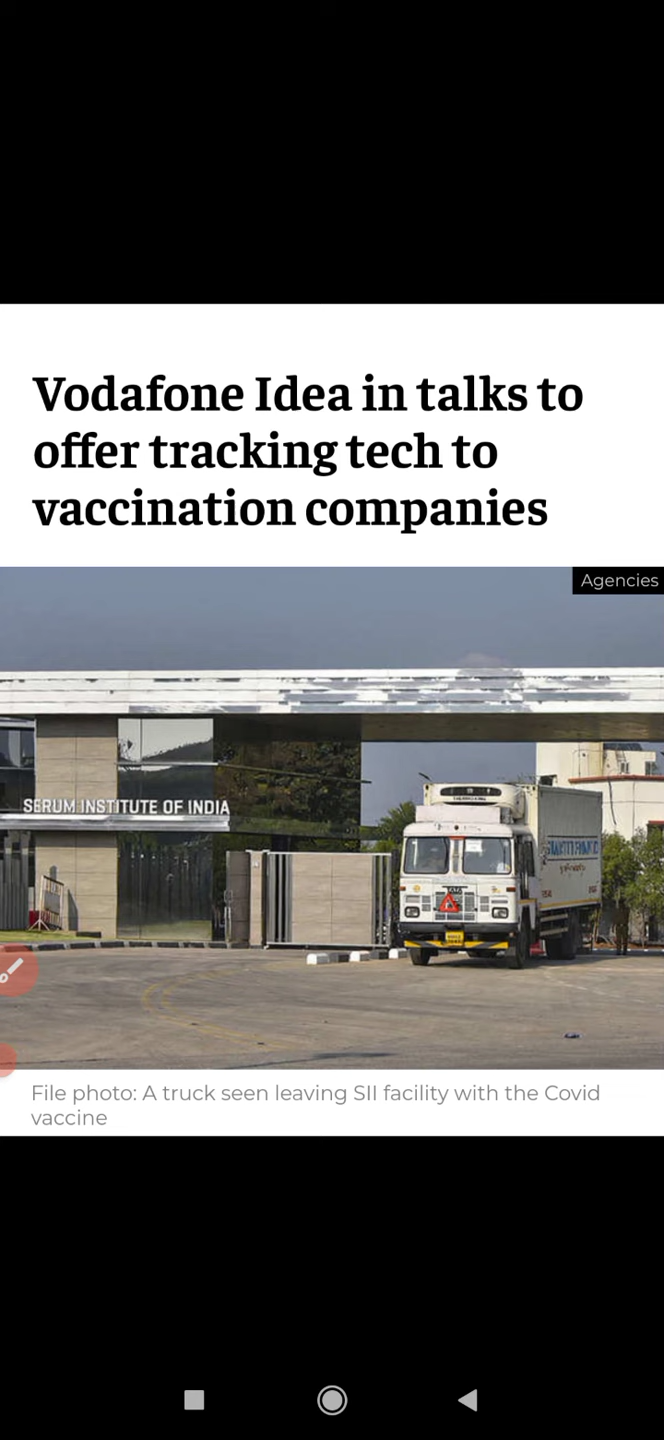 Vodafone Idea in talks to
offer tracking tech to
vaccination companies
Agencies
SERUM INSTITUTE OF INDIA
TATA
File photo: A truck seen leaving SII facility with the Covid
vaccine